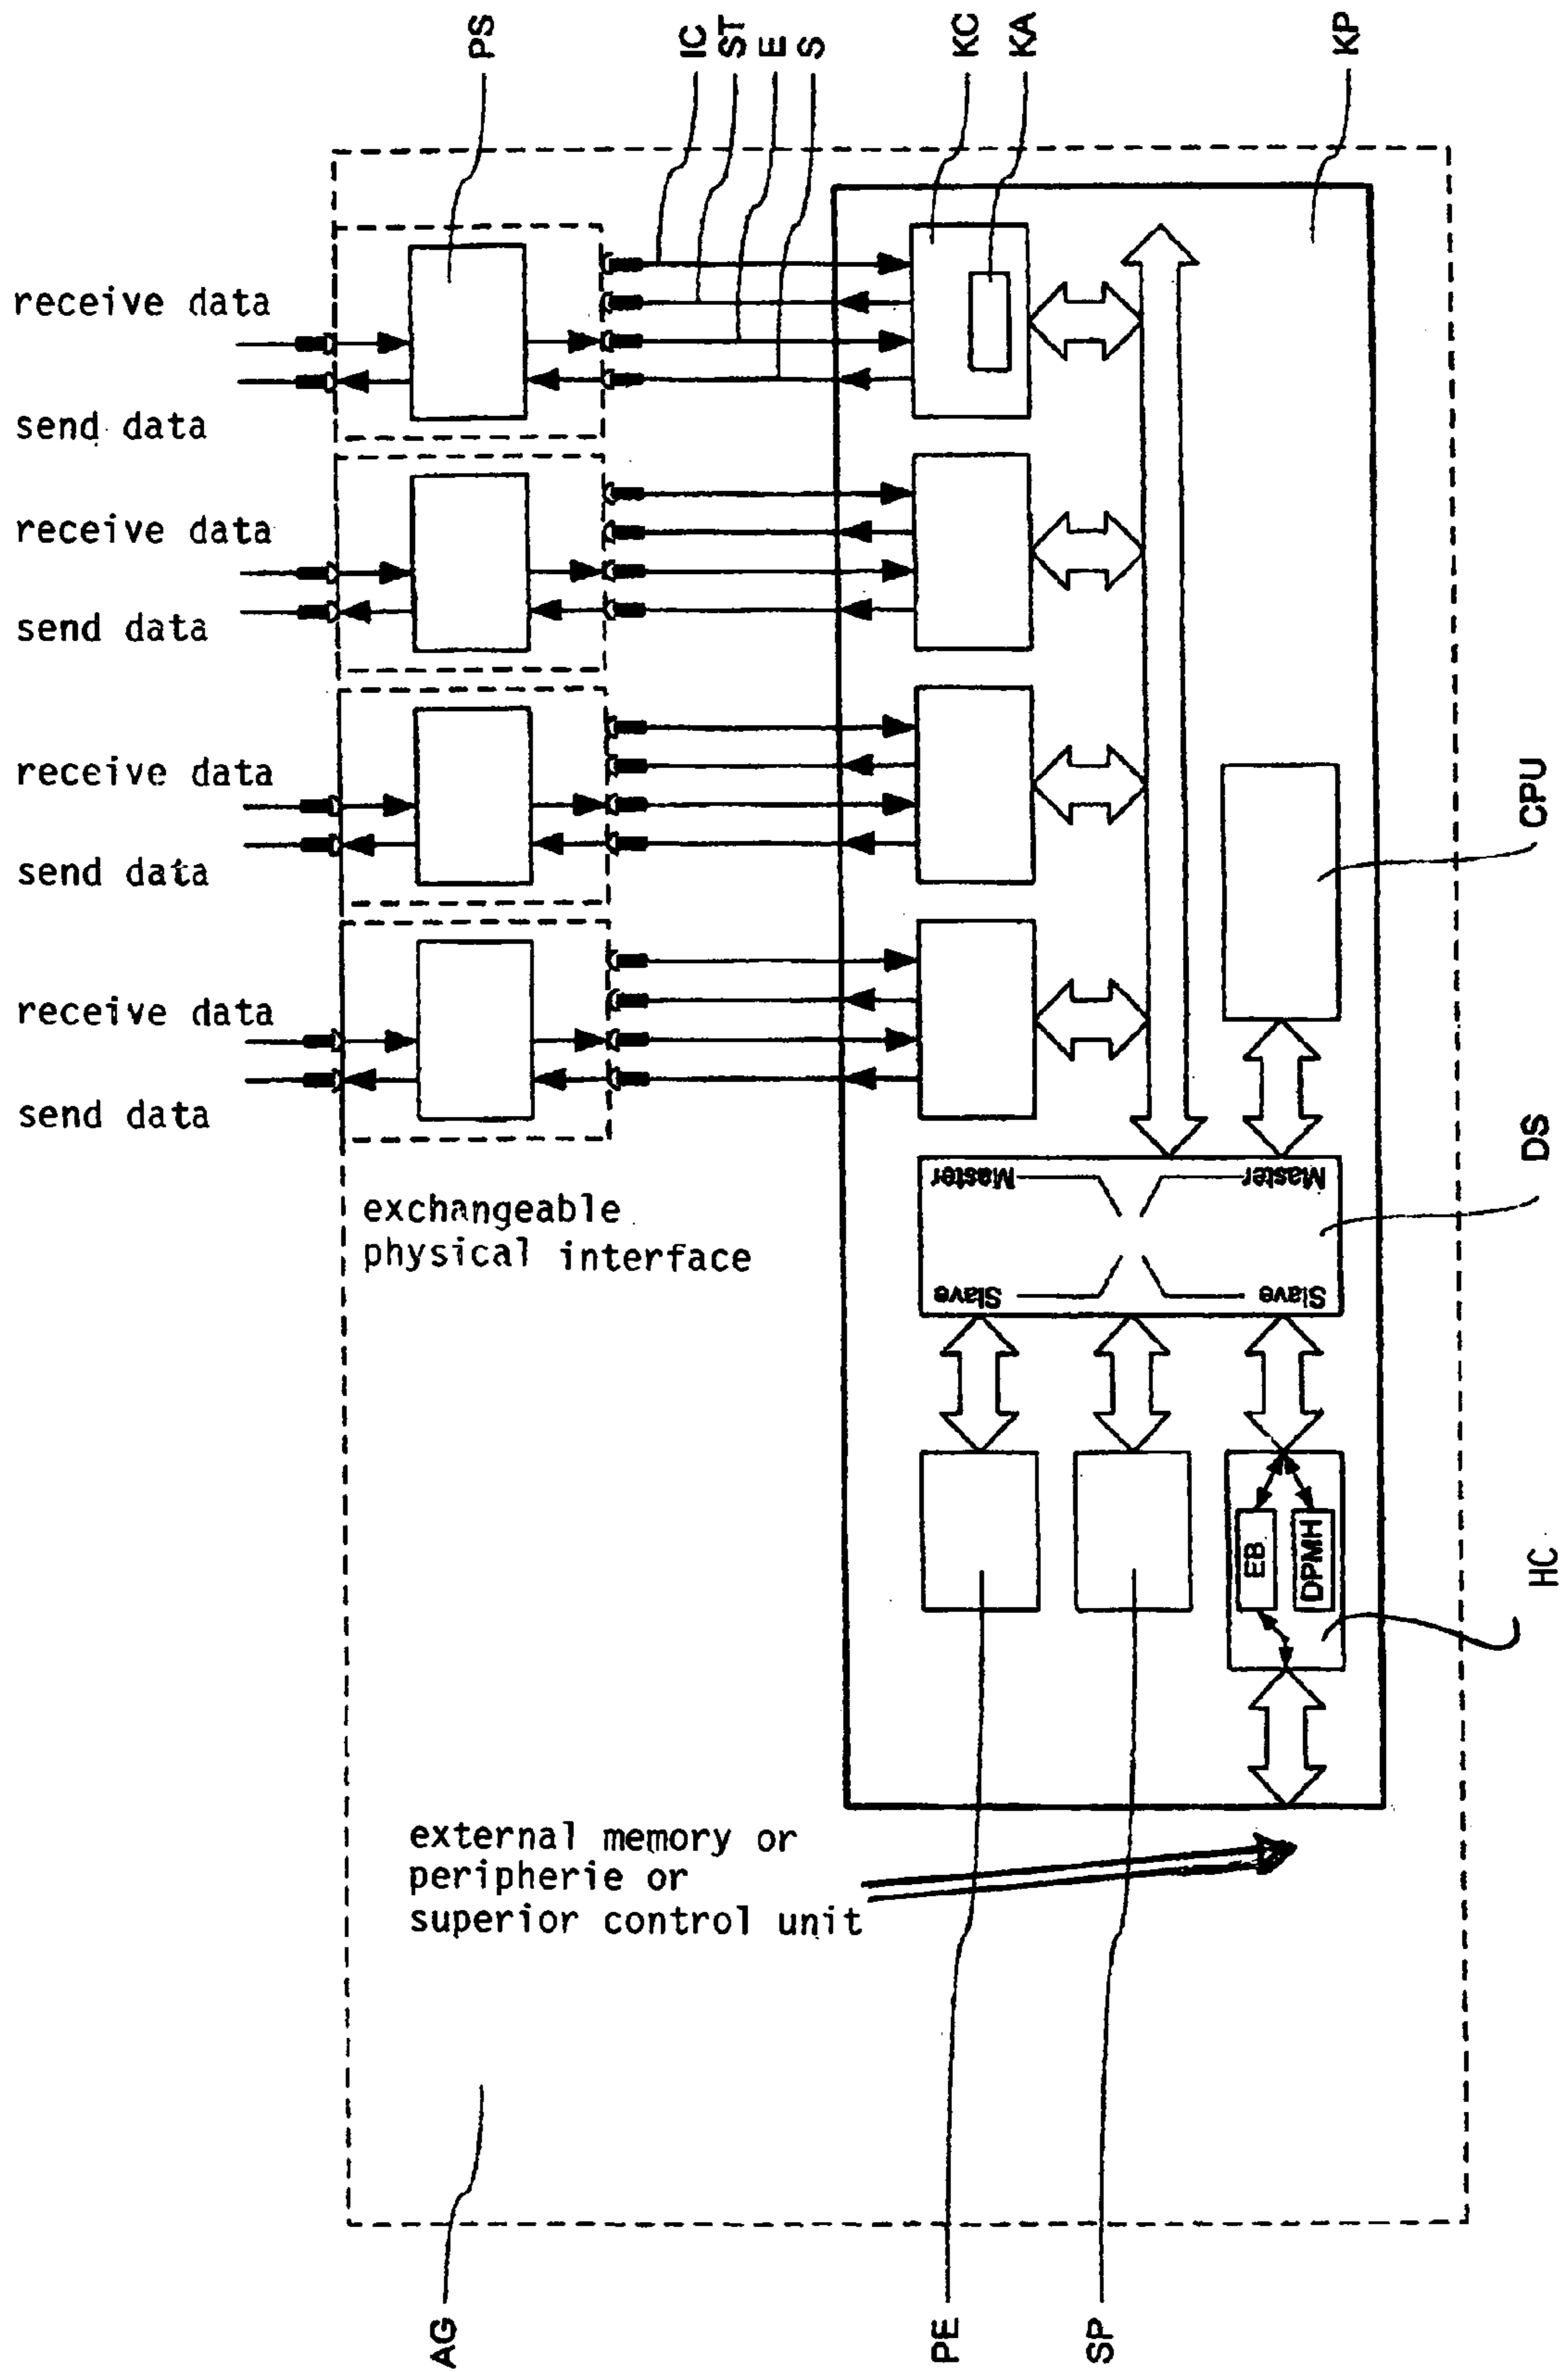 PS
IC
ST
E
S
KC
KA
KP
receive data
send data
receive data
send data
receive data
send data
receive data
send data
CPU
DS
Master
Master
exchangeable
physical interface
Slave
Slave
EB
DPMH
HC
external memory or
peripherie or
superior control unit
AG
PE
SP